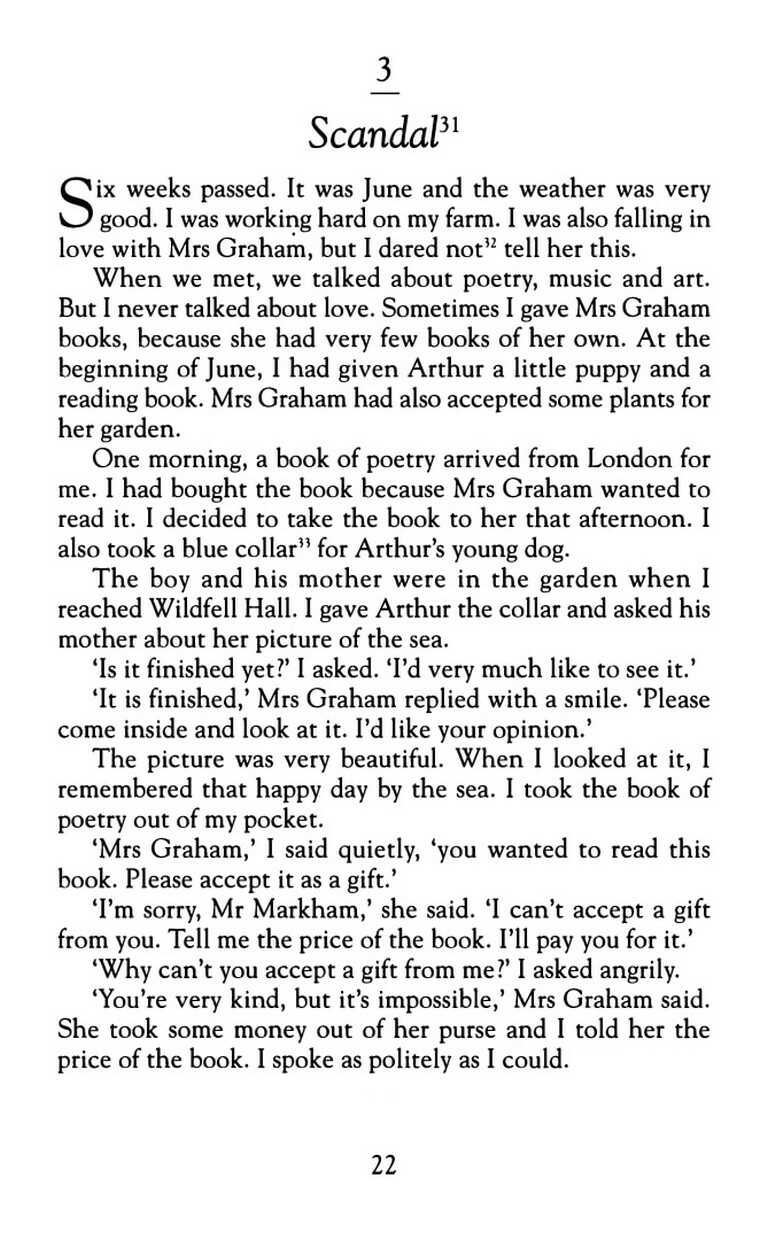 3
Scandal³¹
Six weeks passed. It was June and the weather was very
good. I was working hard on my farm. I was also falling in
love with Mrs Graham, but I dared not³² tell her this.
When we met, we talked about poetry, music and art.
But I never talked about love. Sometimes I gave Mrs Graham
books, because she had very few books of her own. At the
beginning of June, I had given Arthur a little puppy and a
reading book. Mrs Graham had also accepted some plants for
her garden.
One morning, a book of poetry arrived from London for
me. I had bought the book because Mrs Graham wanted to
read it. I decided to take the book to her that afternoon. I
also took a blue collar³³ for Arthur’s young dog.
The boy and his mother were in the garden when I
reached Wildfell Hall. I gave Arthur the collar and asked his
mother about her picture of the sea.
‘Is it finished yet?’ I asked. ‘I’d very much like to see it.’
‘It is finished,’ Mrs Graham replied with a smile. ‘Please
come inside and look at it. I’d like your opinion.’
The picture was very beautiful. When I looked at it, I
remembered that happy day by the sea. I took the book of
poetry out of my pocket.
‘Mrs Graham,’ I said quietly, ‘you wanted to read this
book. Please accept it as a gift.’
‘I’m sorry, Mr Markham,’ she said. ‘I can’t accept a gift
from you. Tell me the price of the book. I’ll pay you for it.’
‘Why can’t you accept a gift from me?’ I asked angrily.
‘You’re very kind, but it’s impossible,’ Mrs Graham said.
She took some money out of her purse and I told her the
price of the book. I spoke as politely as I could.
22